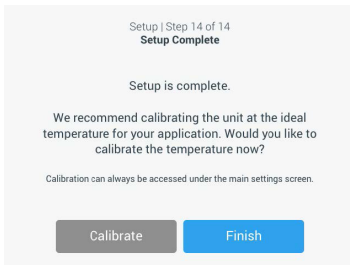 Setup | Step 14 of 14
Setup Complete
Setup is complete.
We recommend calibrating the unit at the ideal
temperature for your application. Would you like to
calibrate the temperature now?
Calibration can always be accessed under the main settings screen.
Calibrate
Finish